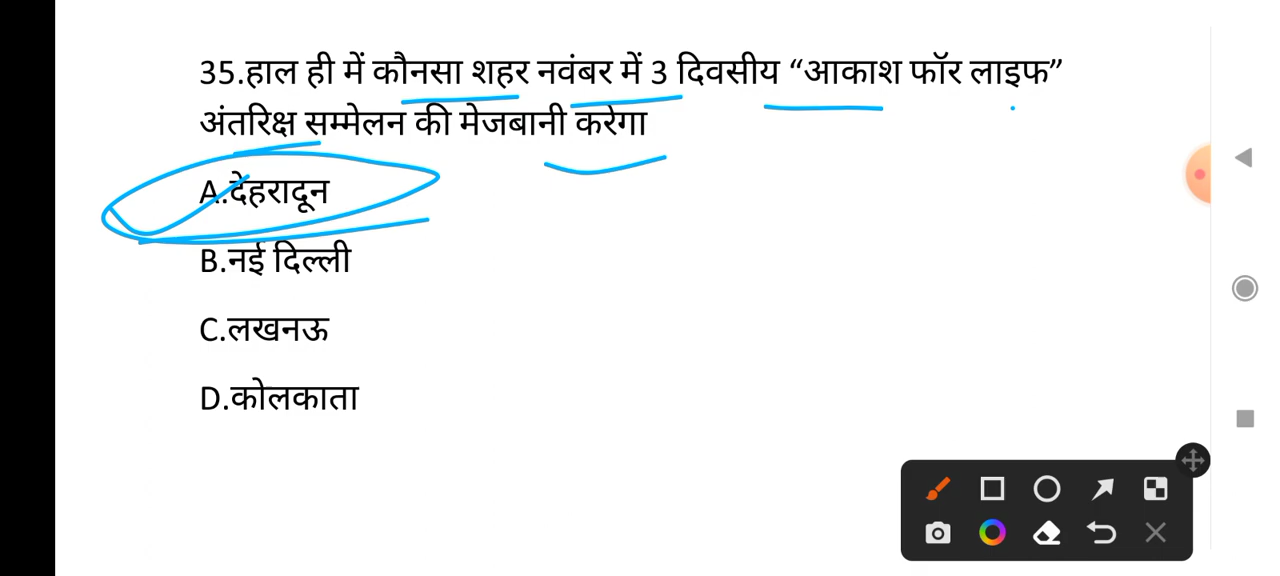 35.हाल ही में कौनसा शहर नवंबर में 3 दिवसीय “आकाश फॉर लाइफ”
अंतरिक्ष सम्मेलन की मेजबानी करेगा
A.देहरादून
B.नई दिल्ली
C.लखनऊ
D.कोलकाता